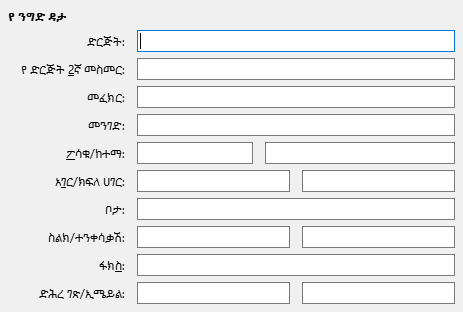 የ ንግድ ዳታ
ድርጅት:
የ ድርጅት 2ኛ መስመር:
መፈክር:
መንገድ:
ፖሳቁ/ከተማ:
አገር/ክፍለ ሀገር:
ቦታ:
ስልክ/ተንቀሳቃሽ:
ፋክስ:
ድሕረ ገጽ/ኢሜይል: